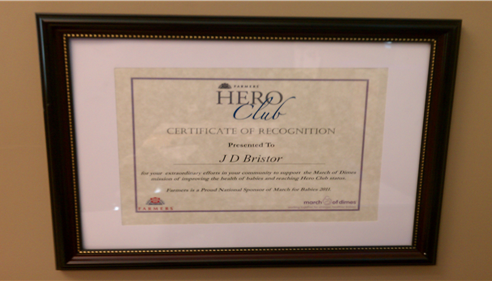 FARMERS
HERO
Club
CERTIFICATE OF RECOGNITION
Presented To
J D Bristor
for your extraordinary efforts in your community to support the March of Dimes
mission of improving the health of babies and reaching Hero Club status.
Farmers is a Proud National Sponsor of March for Babies 2011
FARMERS
march of dimes